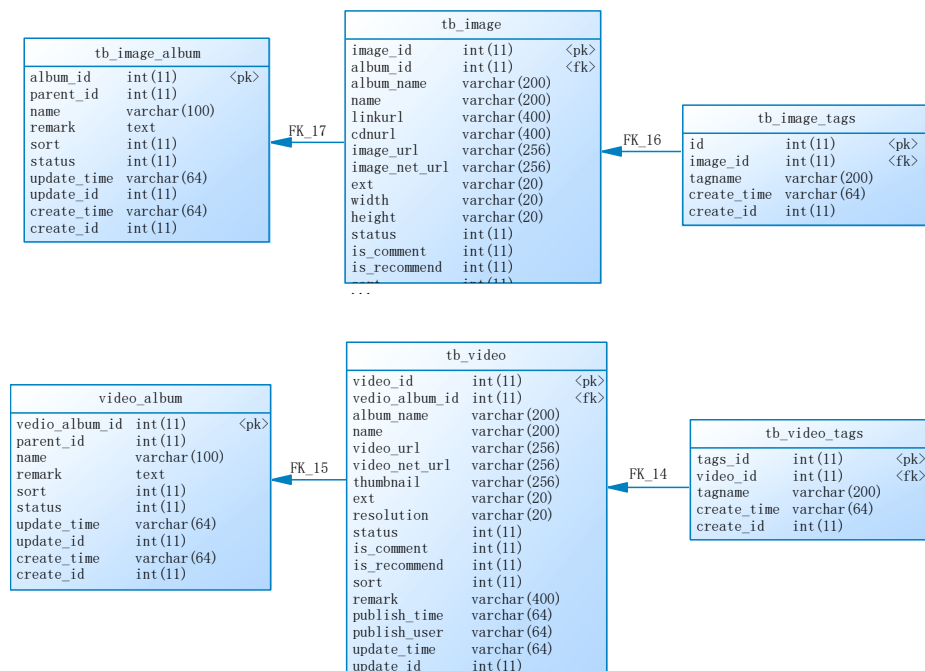 tb_image_album
album_id int(11) <pk>
parent_id int(11)
name varchar(100)
remark text
sort int(11)
status int(11)
update_time varchar(64)
update_id int(11)
create_time varchar(64)
create_id int(11)
FK_17
tb_image
image_id int(11) <pk>
album_id int(11) <fk>
album_name varchar(200)
name varchar(200)
linkurl varchar(400)
cdnurl varchar(400)
image_url varchar(256)
image_net_url varchar(256)
ext varchar(20)
width varchar(20)
height varchar(20)
status int(11)
is_comment int(11)
is_recommend int(11)
sort int(11)
...
FK_16
tb_image_tags
id int(11) <pk>
image_id int(11) <fk>
tagname varchar(200)
create_time varchar(64)
create_id int(11)
video_album
vedio_album_id int(11) <pk>
parent_id int(11)
name varchar(100)
remark text
sort int(11)
status int(11)
update_time varchar(64)
update_id int(11)
create_time varchar(64)
create_id int(11)
FK_15
tb_video
video_id int(11) <pk>
vedio_album_id int(11) <fk>
album_name varchar(200)
name varchar(200)
video_url varchar(256)
video_net_url varchar(256)
thumbnail varchar(256)
ext varchar(20)
resolution varchar(20)
status int(11)
is_comment int(11)
is_recommend int(11)
sort int(11)
remark varchar(400)
publish_time varchar(64)
publish_user varchar(64)
update_time varchar(64)
update_id int(11)
FK_14
tb_video_tags
tags_id int(11) <pk>
video_id int(11) <fk>
tagname varchar(200)
create_time varchar(64)
create_id int(11)